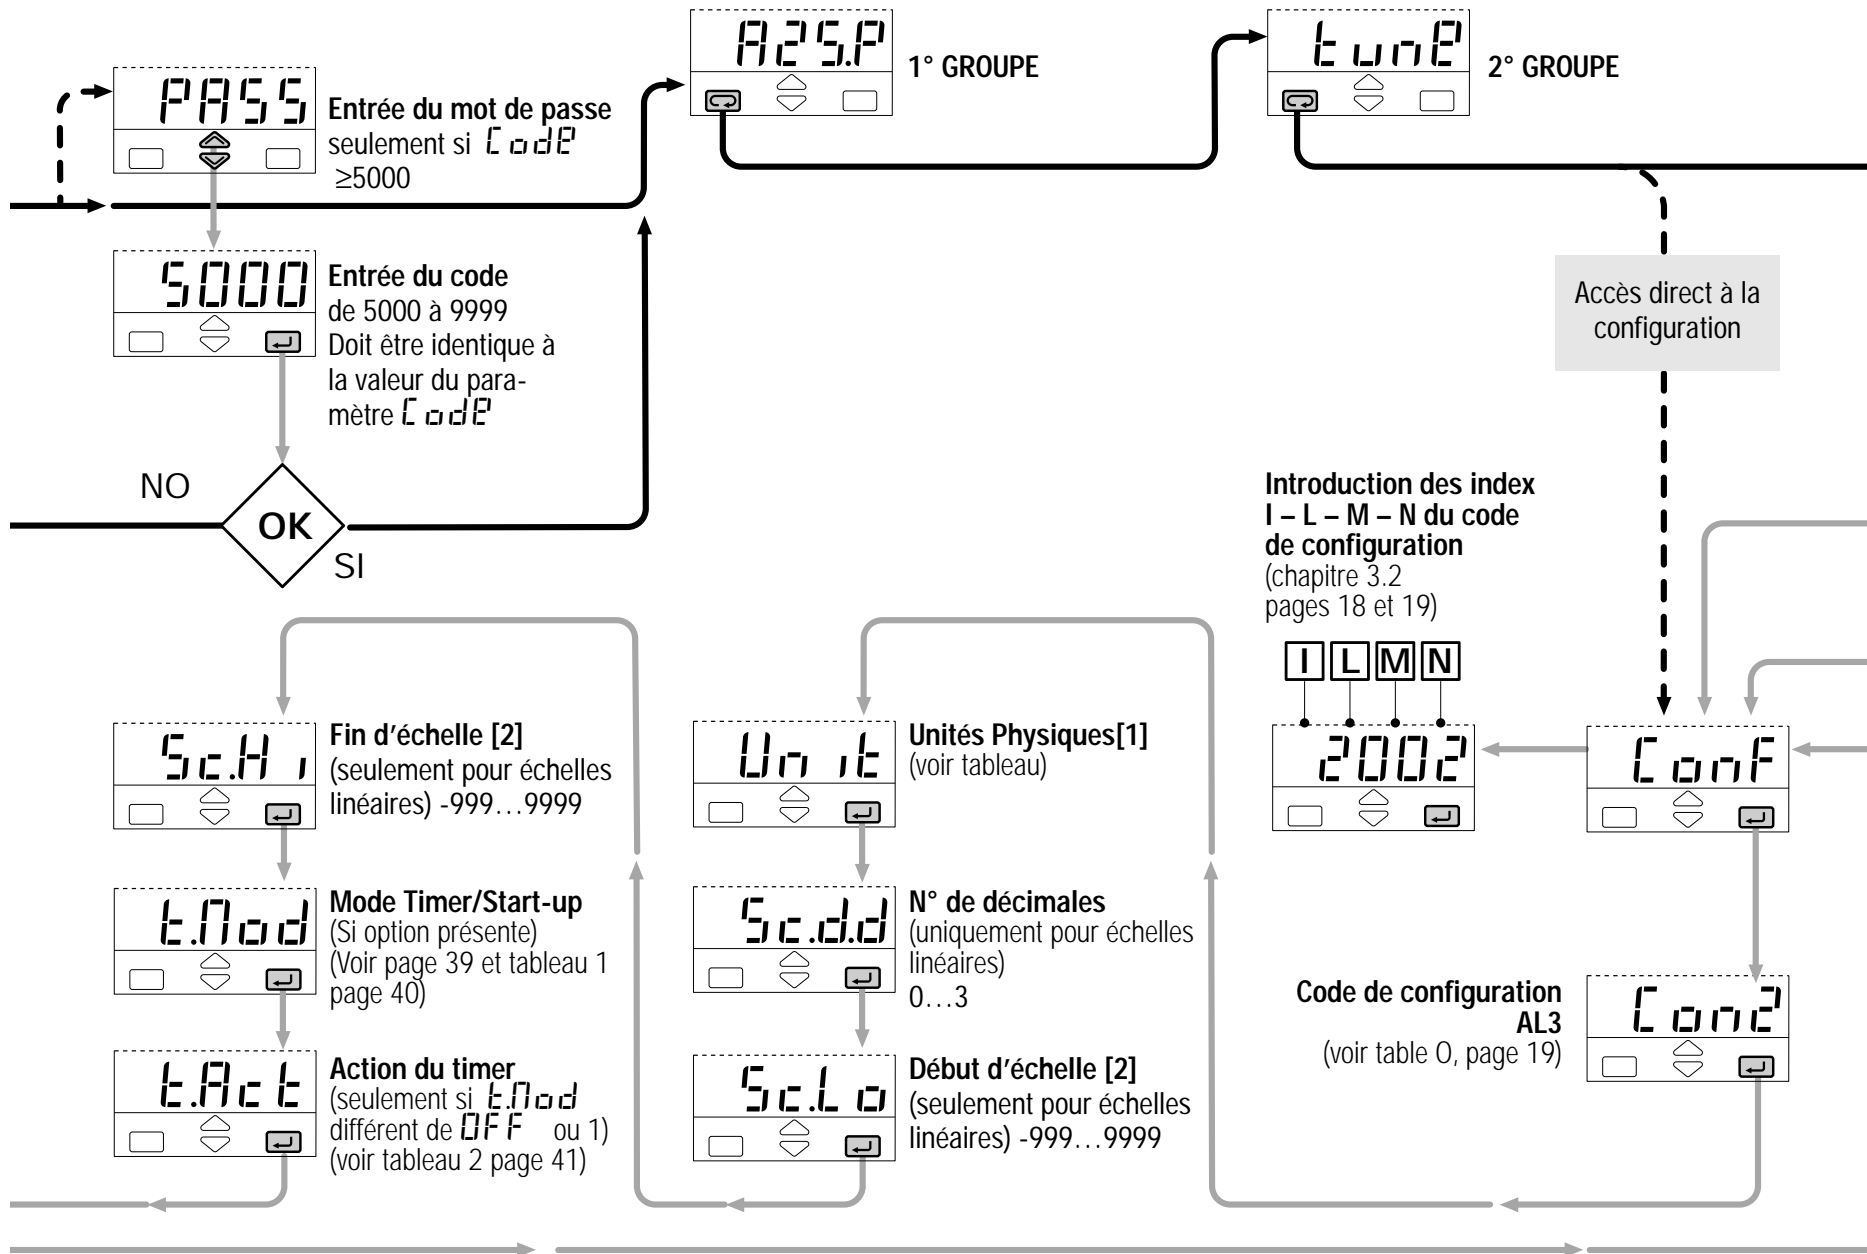 PASS
Entrée du mot de passe
seulement si CodE
≥5000
A2S.P
1° GROUPE
tunE
2° GROUPE
5000
Entrée du code
de 5000 à 9999
Doit être identique à
la valeur du para-
mètre CodE
Accès direct à la
configuration
NO
OK
SI
Introduction des index
I – L – M – N du code
de configuration
(chapitre 3.2
pages 18 et 19)
I L M N
2002
ConF
Sc.Hi
Fin d'échelle [2]
(seulement pour échelles
linéaires) -999…9999
Unit
Unités Physiques[1]
(voir tableau)
t.Mod
Mode Timer/Start-up
(Si option présente)
(Voir page 39 et tableau 1
page 40)
Sc.d.d
N° de décimales
(uniquement pour échelles
linéaires)
0…3
Code de configuration
AL3
(voir table O, page 19)
Con2
t.Act
Action du timer
(seulement si t.Mod
différent de OFF ou 1)
(voir tableau 2 page 41)
Sc.Lo
Début d'échelle [2]
(seulement pour échelles
linéaires) -999…9999